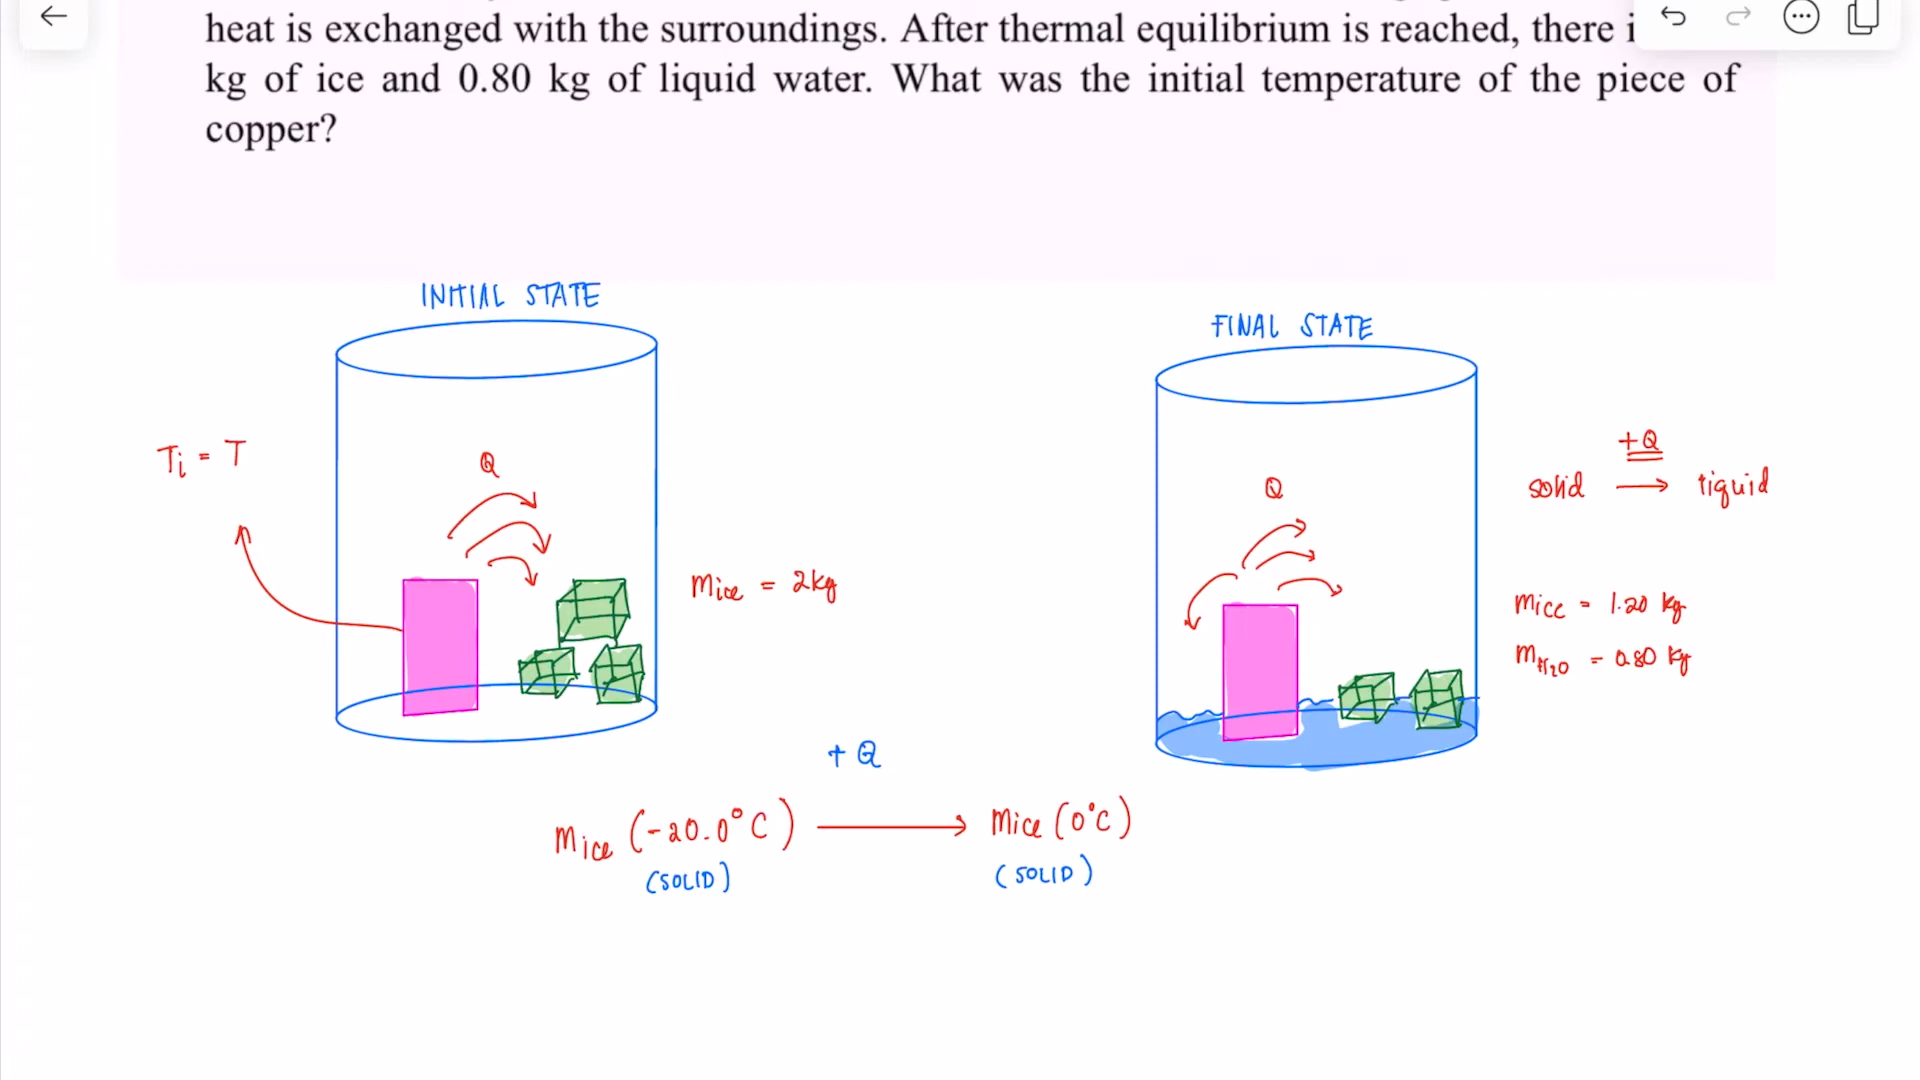 heat is exchanged with the surroundings. After thermal equilibrium is reached, there
kg of ice and 0.80 kg of liquid water. What was the initial temperature of the piece of
copper?
INITIAL STATE
FINAL STATE
Ti = T
Q
+Q
solid → liquid
Q
mice = 2kg
mice = 1.20 kg
mH20 = 0.80 kg
+ Q
mice (-20.0°C) → mice (0°C)
(SOLID) (SOLID)